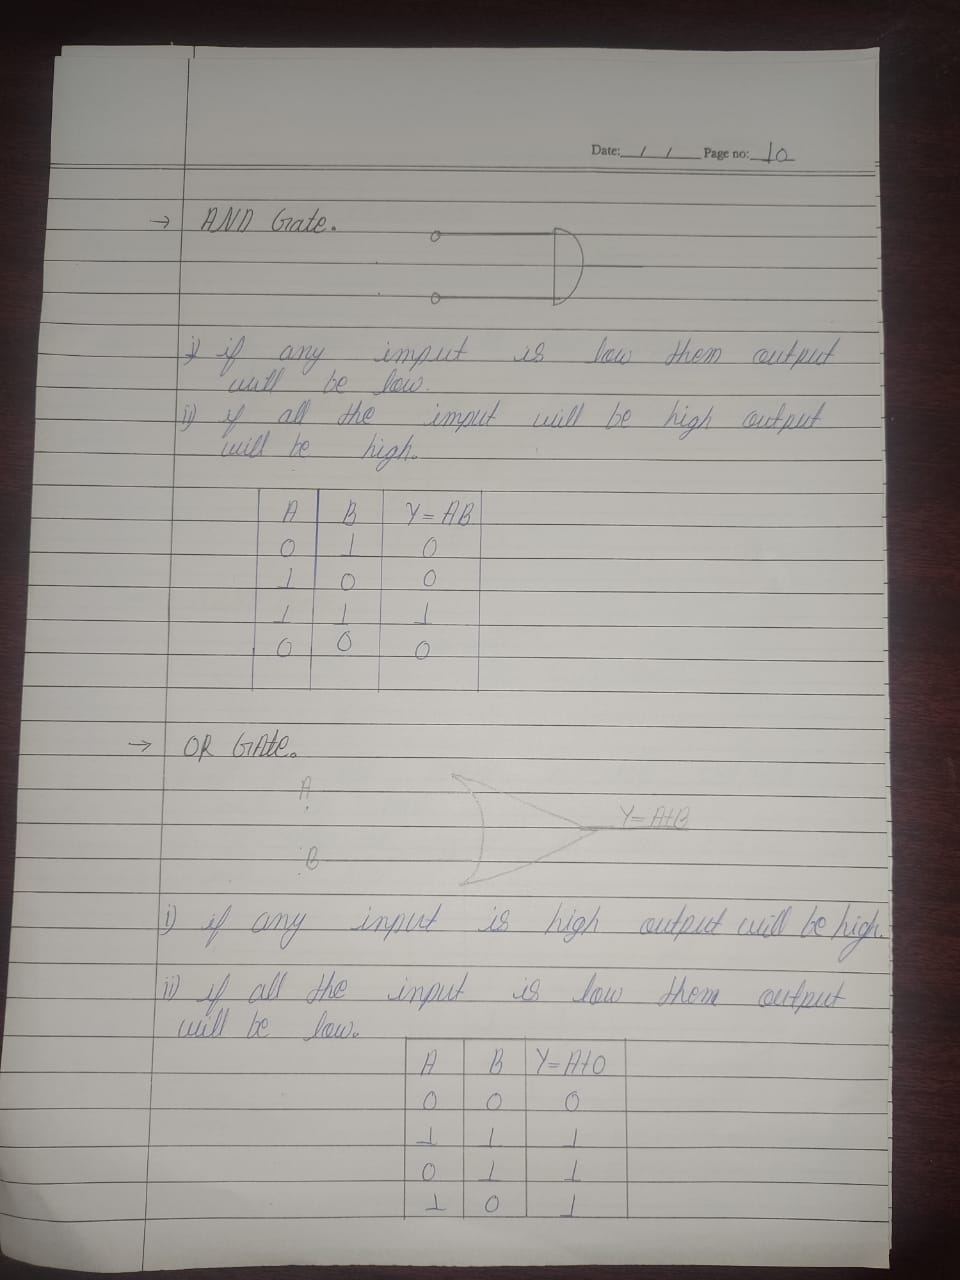 Date: / / Page no: 10
→ AND Gate.
i) if any imput is low them output
will be low.
ii) if all the imput will be high output
will be high.
A B Y= AB
0 1 0
1 0 0
1 1 1
0 0 0
→ OR GAte.
A
Y= A+B
B
i) if any input is high output will be high.
ii) if all the input is low them output
will be low.
A B Y= A+O
0 0 0
1 1 1
0 1 1
1 0 1